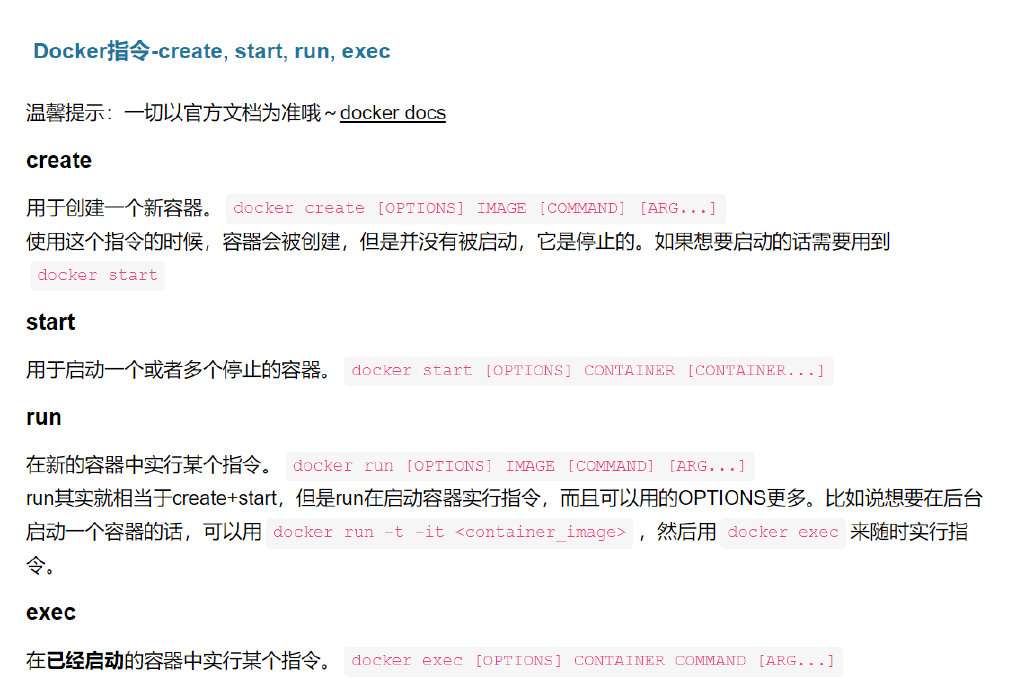 Docker指令-create, start, run, exec
温馨提示：一切以官方文档为准哦～docker docs
create
用于创建一个新容器。 docker create [OPTIONS] IMAGE [COMMAND] [ARG...]
使用这个指令的时候，容器会被创建，但是并没有被启动，它是停止的。如果想要启动的话需要用到
docker start
start
用于启动一个或者多个停止的容器。 docker start [OPTIONS] CONTAINER [CONTAINER...]
run
在新的容器中实行某个指令。 docker run [OPTIONS] IMAGE [COMMAND] [ARG...]
run其实就相当于create+start，但是run在启动容器实行指令，而且可以用的OPTIONS更多。比如说想要在后台
启动一个容器的话，可以用 docker run -t -it <container_image> ，然后用 docker exec 来随时实行指
令。
exec
在已经启动的容器中实行某个指令。 docker exec [OPTIONS] CONTAINER COMMAND [ARG...]